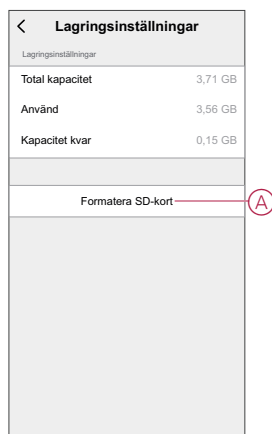 Lagringsinställningar
Lagringsinställningar
Total kapacitet 3,71 GB
Använd 3,56 GB
Kapacitet kvar 0,15 GB
Formatera SD-kort A